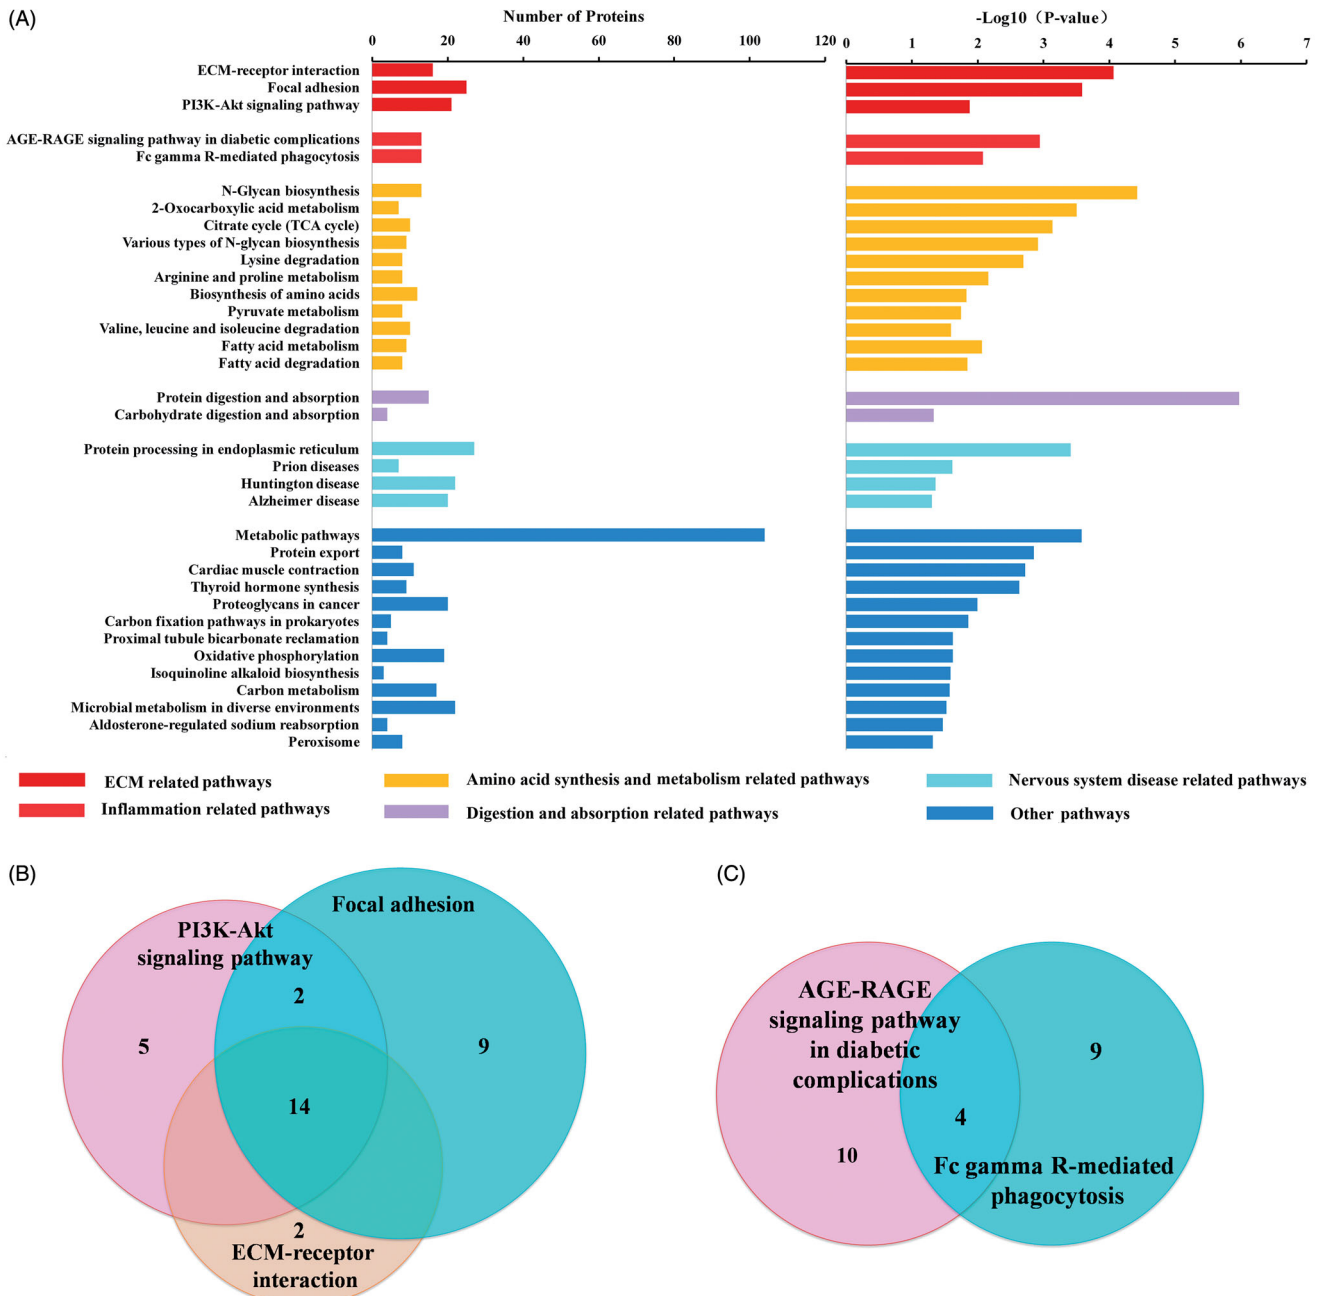 (A)
Number of Proteins
-Log10（P-value）
0 20 40 60 80 100 120
0 1 2 3 4 5 6 7
ECM-receptor interaction
Focal adhesion
PI3K-Akt signaling pathway
AGE-RAGE signaling pathway in diabetic complications
Fc gamma R-mediated phagocytosis
N-Glycan biosynthesis
2-Oxocarboxylic acid metabolism
Citrate cycle (TCA cycle)
Various types of N-glycan biosynthesis
Lysine degradation
Arginine and proline metabolism
Biosynthesis of amino acids
Pyruvate metabolism
Valine, leucine and isoleucine degradation
Fatty acid metabolism
Fatty acid degradation
Protein digestion and absorption
Carbohydrate digestion and absorption
Protein processing in endoplasmic reticulum
Prion diseases
Huntington disease
Alzheimer disease
Metabolic pathways
Protein export
Cardiac muscle contraction
Thyroid hormone synthesis
Proteoglycans in cancer
Carbon fixation pathways in prokaryotes
Proximal tubule bicarbonate reclamation
Oxidative phosphorylation
Isoquinoline alkaloid biosynthesis
Carbon metabolism
Microbial metabolism in diverse environments
Aldosterone-regulated sodium reabsorption
Peroxisome
ECM related pathways
Inflammation related pathways
Amino acid synthesis and metabolism related pathways
Digestion and absorption related pathways
Nervous system disease related pathways
Other pathways
(B)
Focal adhesion
PI3K-Akt
signaling pathway
2
5
9
14
2
ECM-receptor
interaction
(C)
AGE-RAGE
signaling pathway
in diabetic
complications
9
4
10
Fc gamma R-mediated
phagocytosis